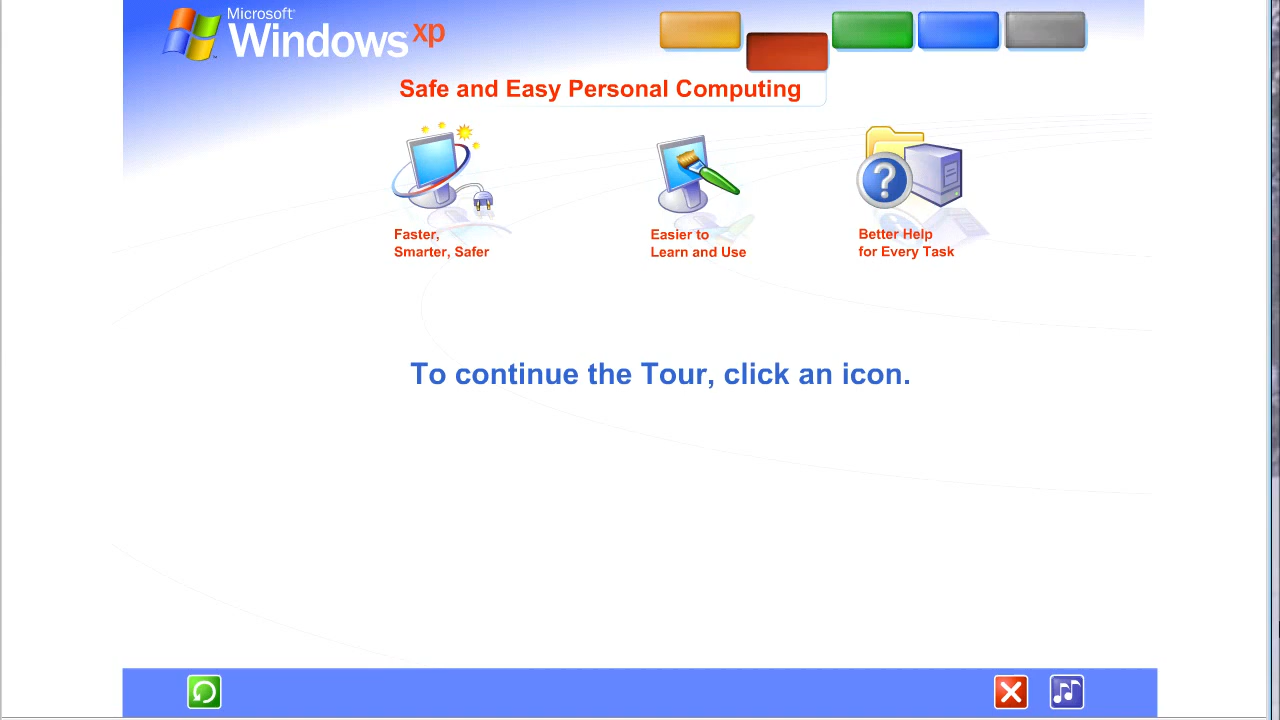 Microsoft®
Windows xp
Safe and Easy Personal Computing
Faster,
Smarter, Safer
Easier to
Learn and Use
Better Help
for Every Task
To continue the Tour, click an icon.